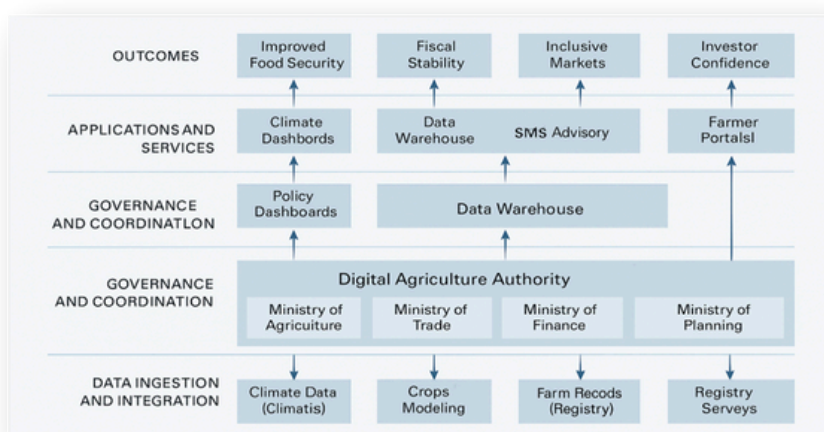 OUTCOMES
Improved
Food Security
Fiscal
Stability
Inclusive
Markets
Investor
Confidence
APPLICATIONS AND
SERVICES
Climate
Dashbords
Data
Warehouse
SMS Advisory
Farmer
Portalsl
GOVERNANCE
AND COORDINATLON
Policy
Dashboards
Data Warehouse
GOVERNANCE
AND COORDINATION
Digital Agriculture Authority
Ministry of
Agriculture
Ministry of
Trade
Ministry of
Finance
Ministry of
Planning
DATA INGESTION
AND INTEGRATION
Climate Data
(Climatis)
Crops
Modeling
Farm Recods
(Registry)
Registry
Serveys